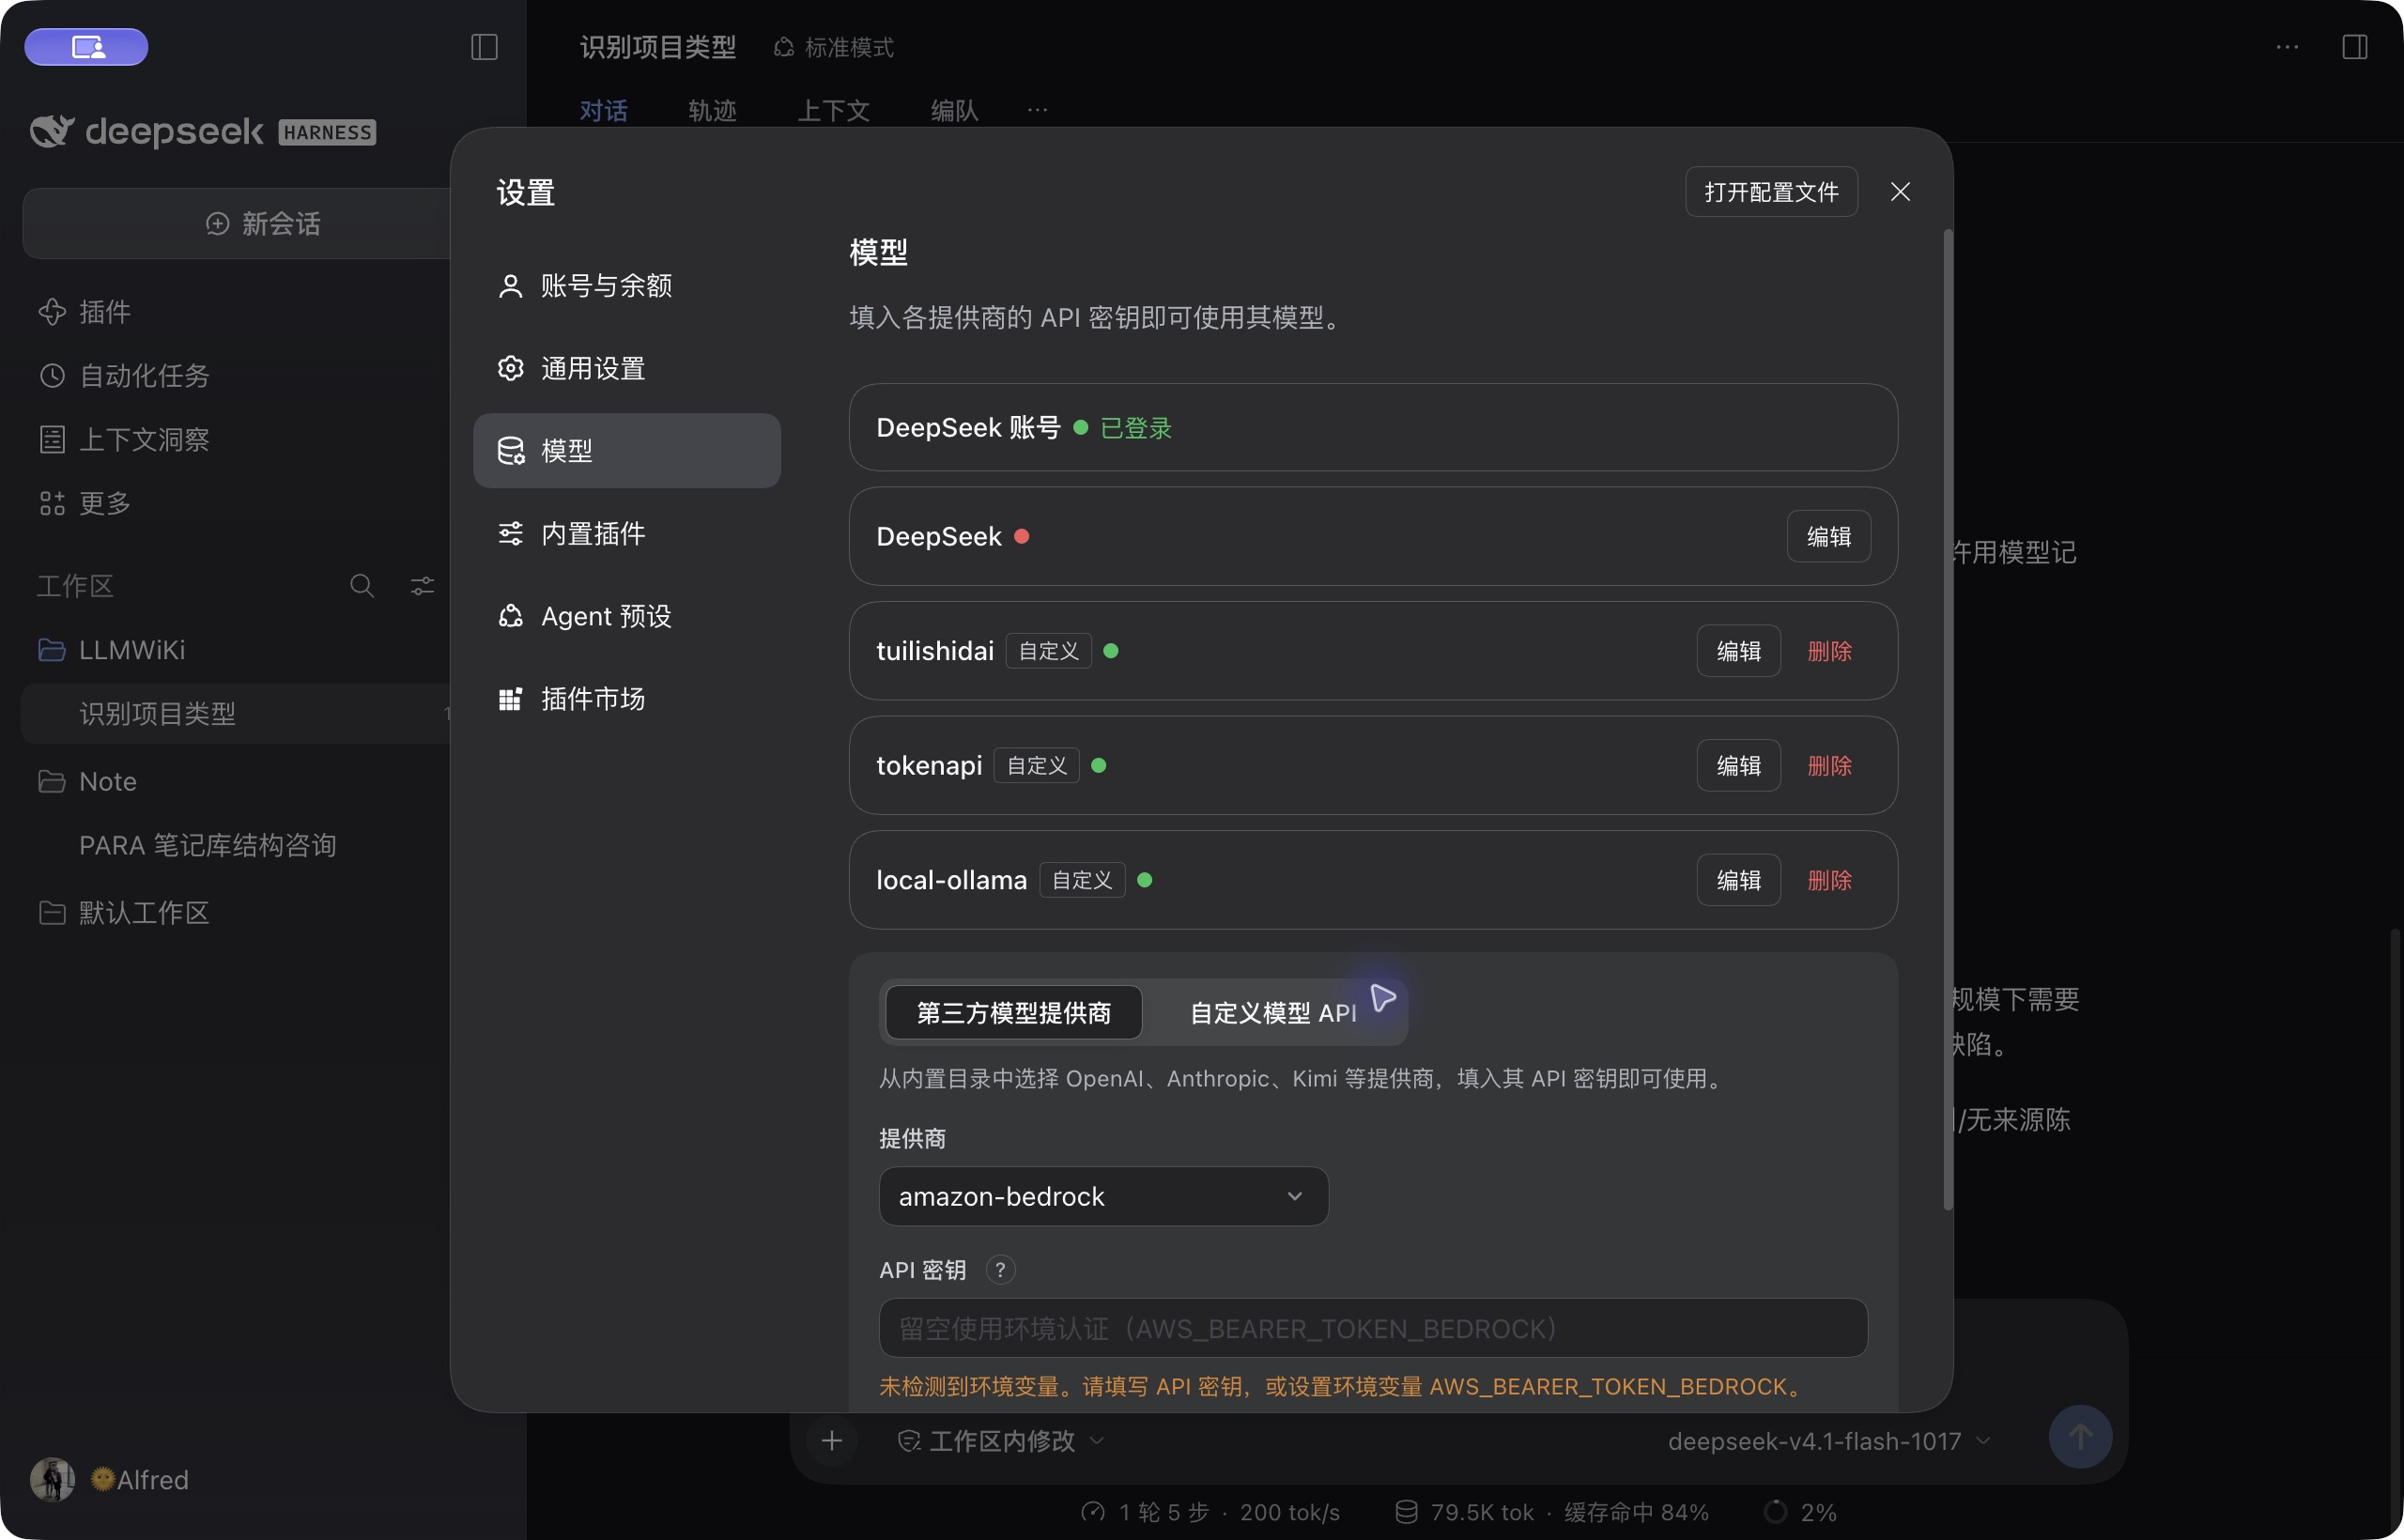 deepseek HARNESS
新会话
插件
自动化任务
上下文洞察
更多
工作区
LLMWiKi
识别项目类型
1
Note
PARA 笔记库结构咨询
默认工作区
Alfred
识别项目类型 标准模式
对话 轨迹 上下文 编队 ···
设置
打开配置文件
账号与余额
通用设置
模型
内置插件
Agent 预设
插件市场
模型
填入各提供商的 API 密钥即可使用其模型。
DeepSeek 账号 已登录
DeepSeek 编辑
tuilishidai 自定义 编辑 删除
tokenapi 自定义 编辑 删除
local-ollama 自定义 编辑 删除
第三方模型提供商 自定义模型 API
从内置目录中选择 OpenAI、Anthropic、Kimi 等提供商，填入其 API 密钥即可使用。
提供商
amazon-bedrock
API 密钥 ?
留空使用环境认证（AWS_BEARER_TOKEN_BEDROCK）
未检测到环境变量。请填写 API 密钥，或设置环境变量 AWS_BEARER_TOKEN_BEDROCK。
许用模型记
规模下需要
缺陷。
/无来源陈
工作区内修改
deepseek-v4.1-flash-1017
1 轮 5 步 · 200 tok/s 79.5K tok · 缓存命中 84% 2%